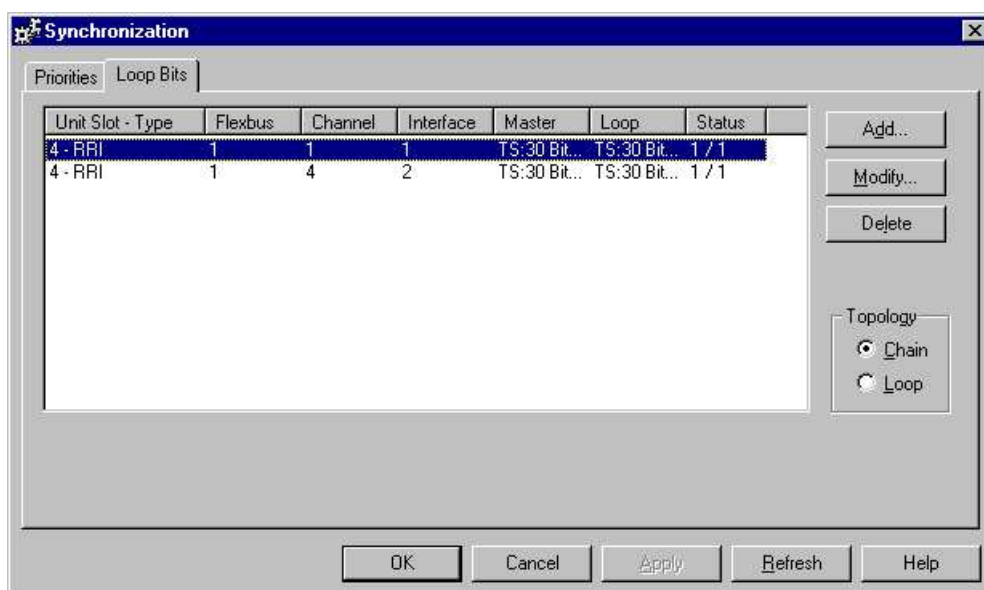 Synchronization
Priorities Loop Bits
Unit Slot - Type Flexbus Channel Interface Master Loop Status
4 - RRI 1 1 1 TS:30 Bit... TS:30 Bit... 1 / 1
4 - RRI 1 4 2 TS:30 Bit... TS:30 Bit... 1 / 1
Add...
Modify...
Delete
Topology
Chain
Loop
OK Cancel Apply Refresh Help